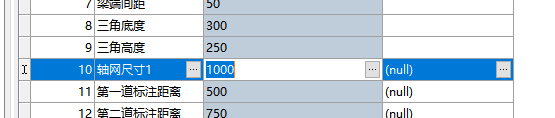 7 梁端间距 50
8 三角底度 300
9 三角高度 250
10 轴网尺寸1 ... 1000 ... (null) ...
11 第一道标注距离 500 (null)
12 第二道标注距离 750 (null)